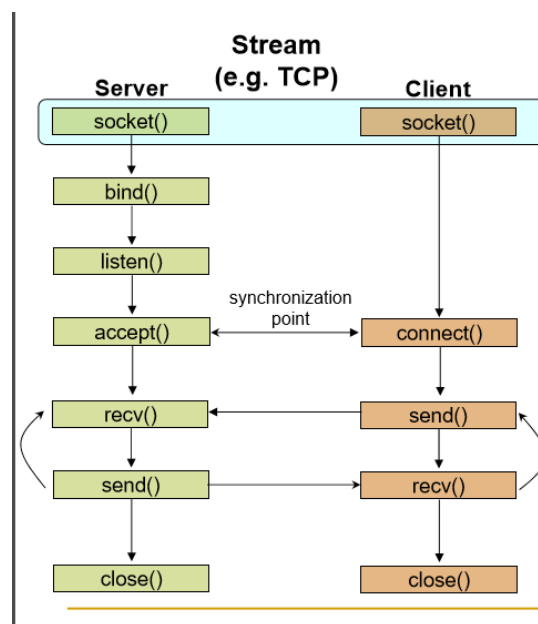 Stream
(e.g. TCP)
Server
Client
socket()
socket()
bind()
listen()
synchronization
point
accept()
connect()
recv()
send()
send()
recv()
close()
close()